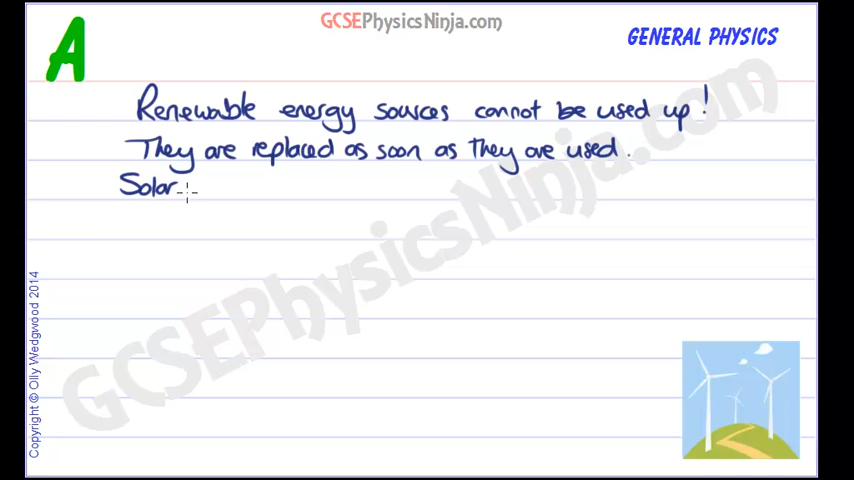 GCSEPhysicsNinja.com
A
GENERAL PHYSICS
Renewable energy sources cannot be used up!
They are replaced as soon as they are used.
Solar
GCSEPhysicsNinja.com
Copyright © Olly Wedgwood 2014